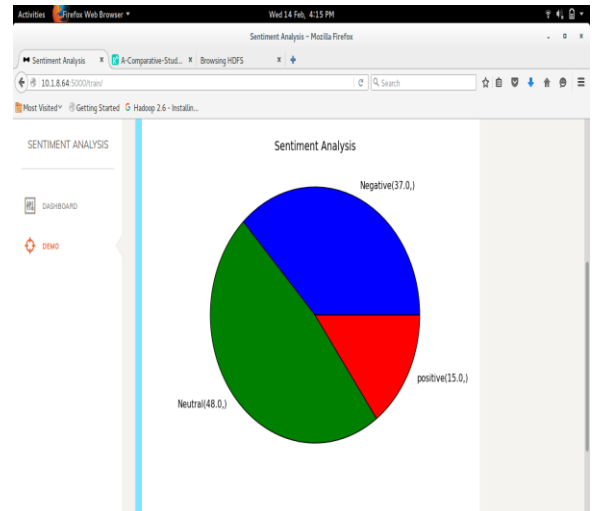 Activities Firefox Web Browser Wed 14 Feb, 4:15 PM
Sentiment Analysis - Mozilla Firefox
Sentiment Analysis x A-Comparative-Stud... x Browsing HDFS x +
10.1.8.64:5000/tran/ Search
Most Visited Getting Started G Hadoop 2.6 - Installin...
SENTIMENT ANALYSIS
DASHBOARD
DEMO
Sentiment Analysis
Negative(37.0,)
positive(15.0,)
Neutral(48.0,)